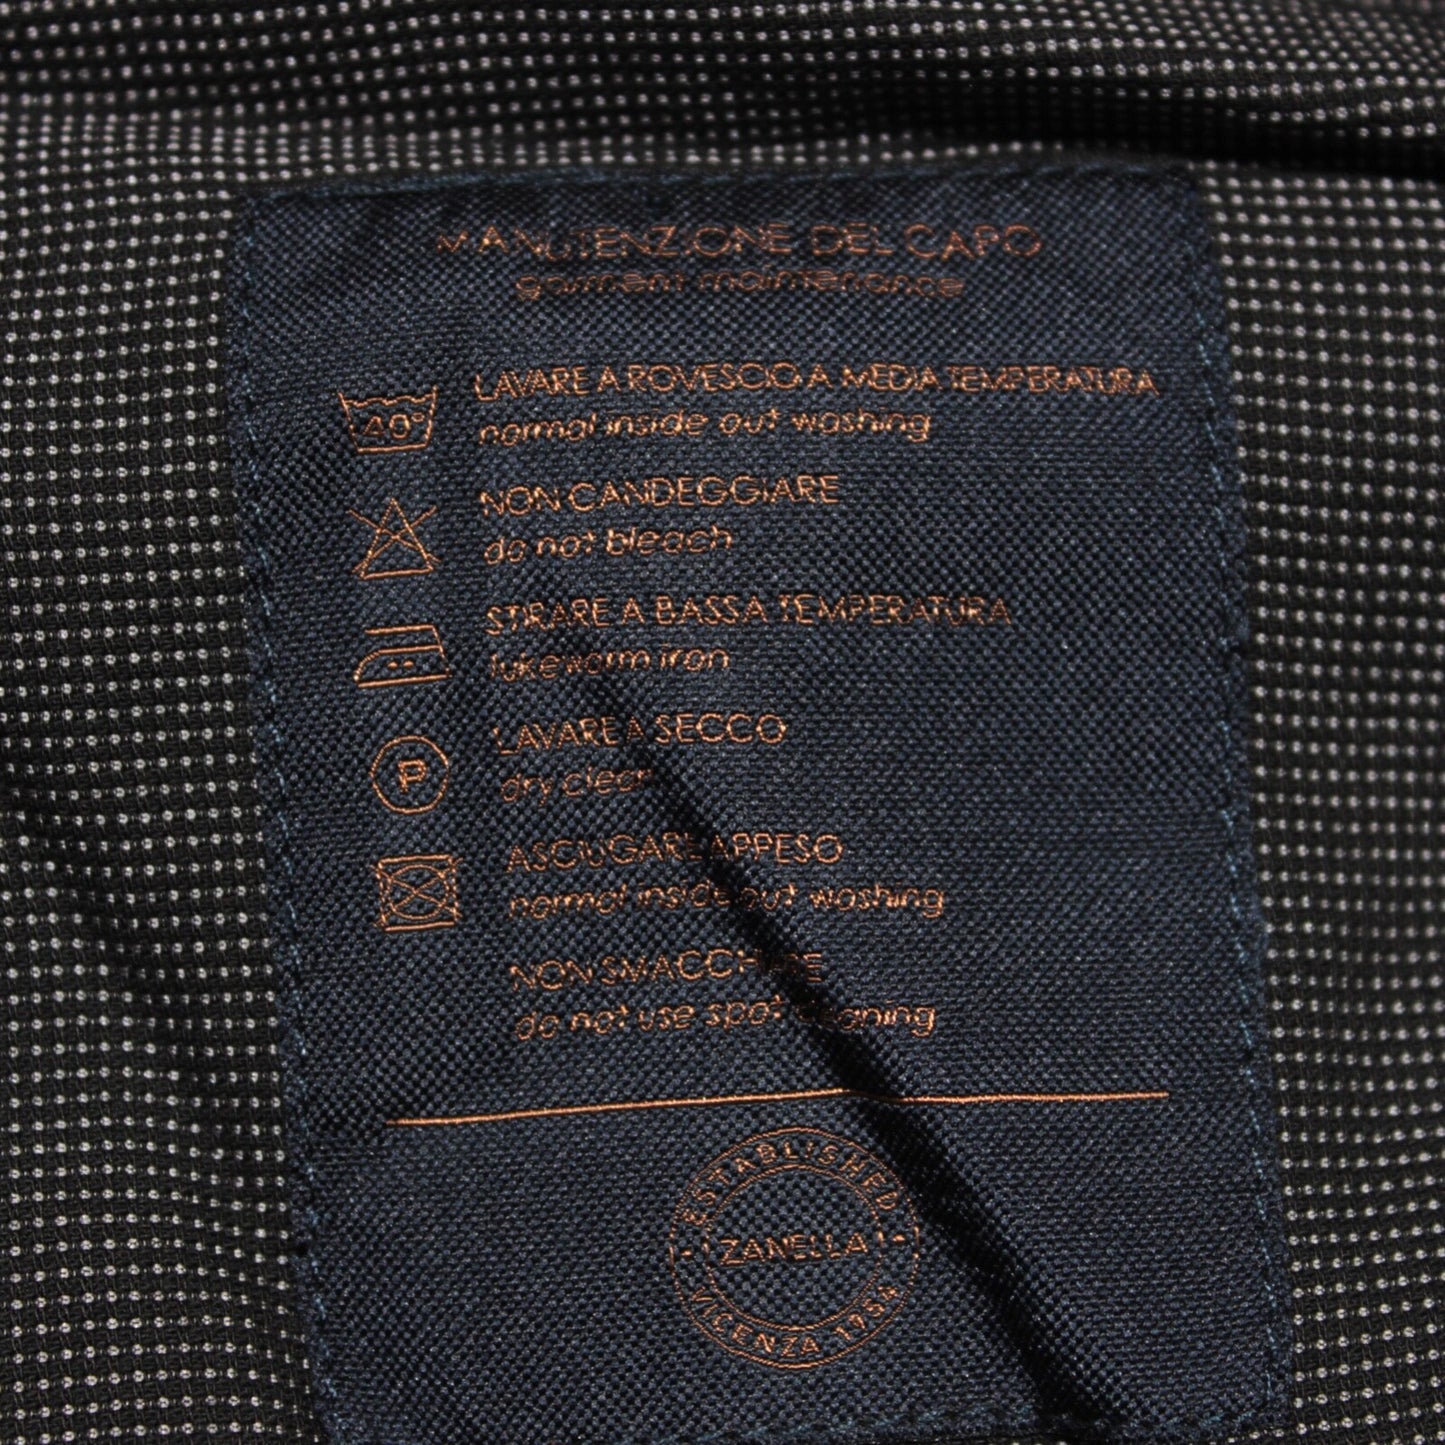 MANUTENZIONE DEL CAPO
garment maintenance
40°
LAVARE A ROVESCIO A MEDIA TEMPERATURA
normal inside out washing
NON CANDEGGIARE
do not bleach
STIRARE A BASSA TEMPERATURA
lukewarm iron
P
LAVARE A SECCO
dry clean
ASCIUGARE APPESO
normal inside out washing
NON SMACCHIARE
do not use spot cleaning
ESTABLISHED
ZANELLA
VICENZA 1954